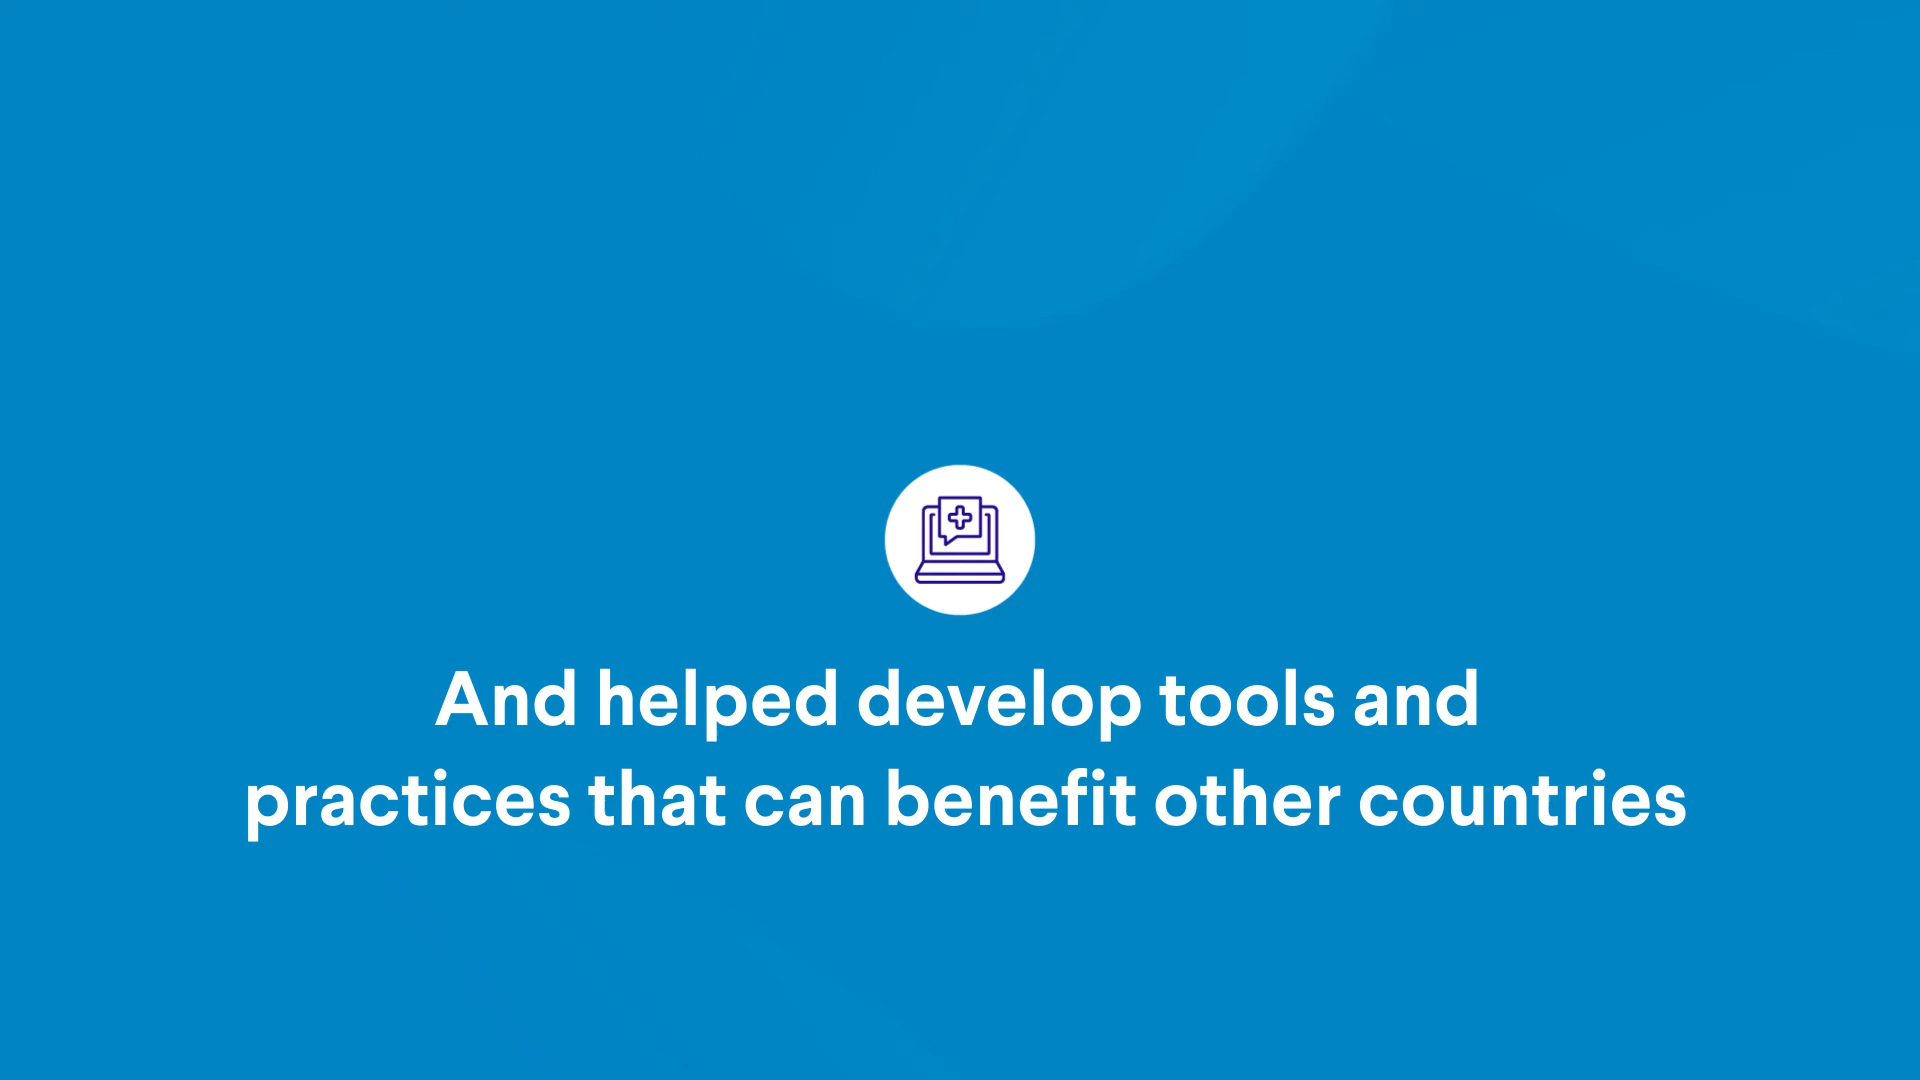 And helped develop tools and
practices that can benefit other countries